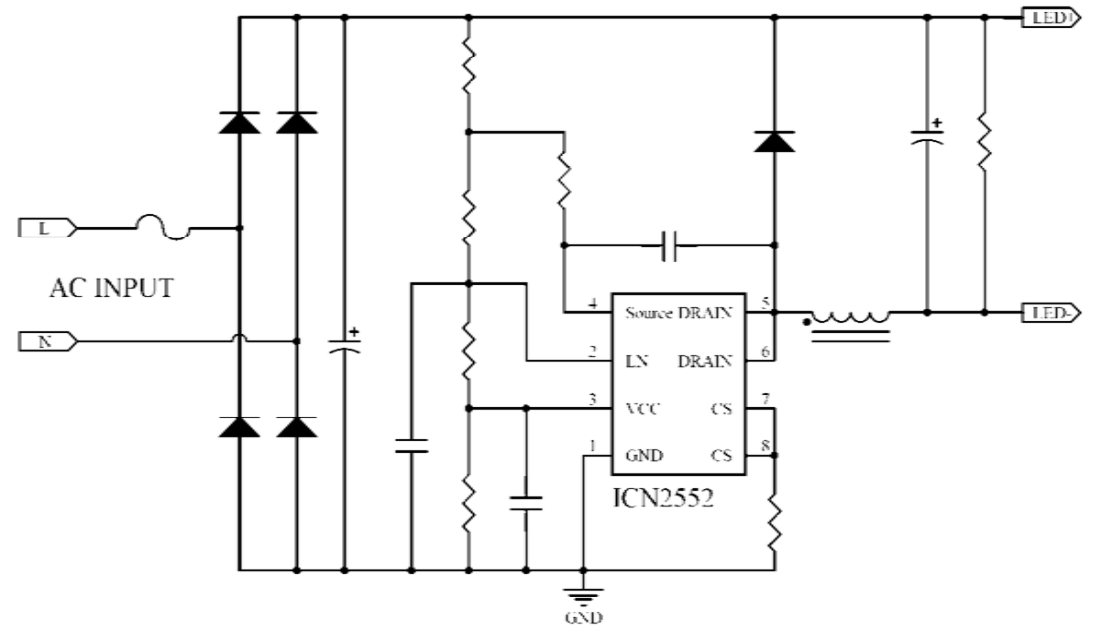 LED+
L
AC INPUT
N
4 Source DRAIN 5
LED-
2 LN DRAIN 6
3 VCC CS 7
1 GND CS 8
ICN2552
GND
+
+